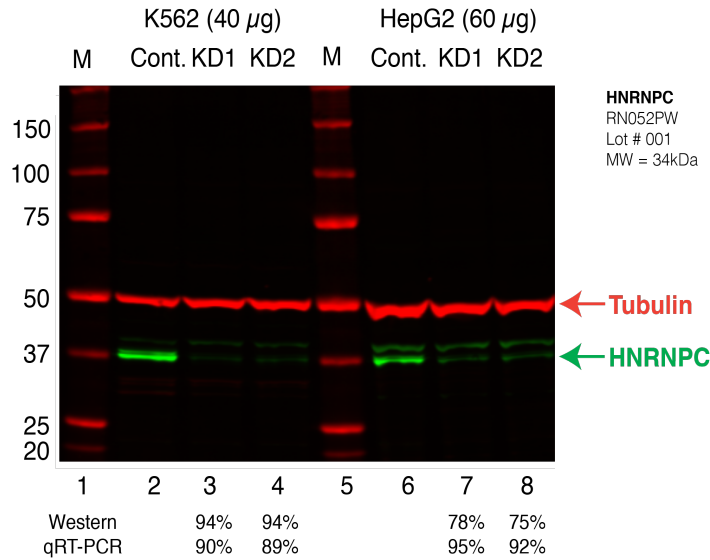 K562 (40 µg) HepG2 (60 µg)
M Cont. KD1 KD2 M Cont. KD1 KD2
HNRNPC
RN052PW
Lot # 001
MW = 34kDa
150
100
75
50
Tubulin
37
HNRNPC
25
20
1 2 3 4 5 6 7 8
Western 94% 94% 78% 75%
qRT-PCR 90% 89% 95% 92%